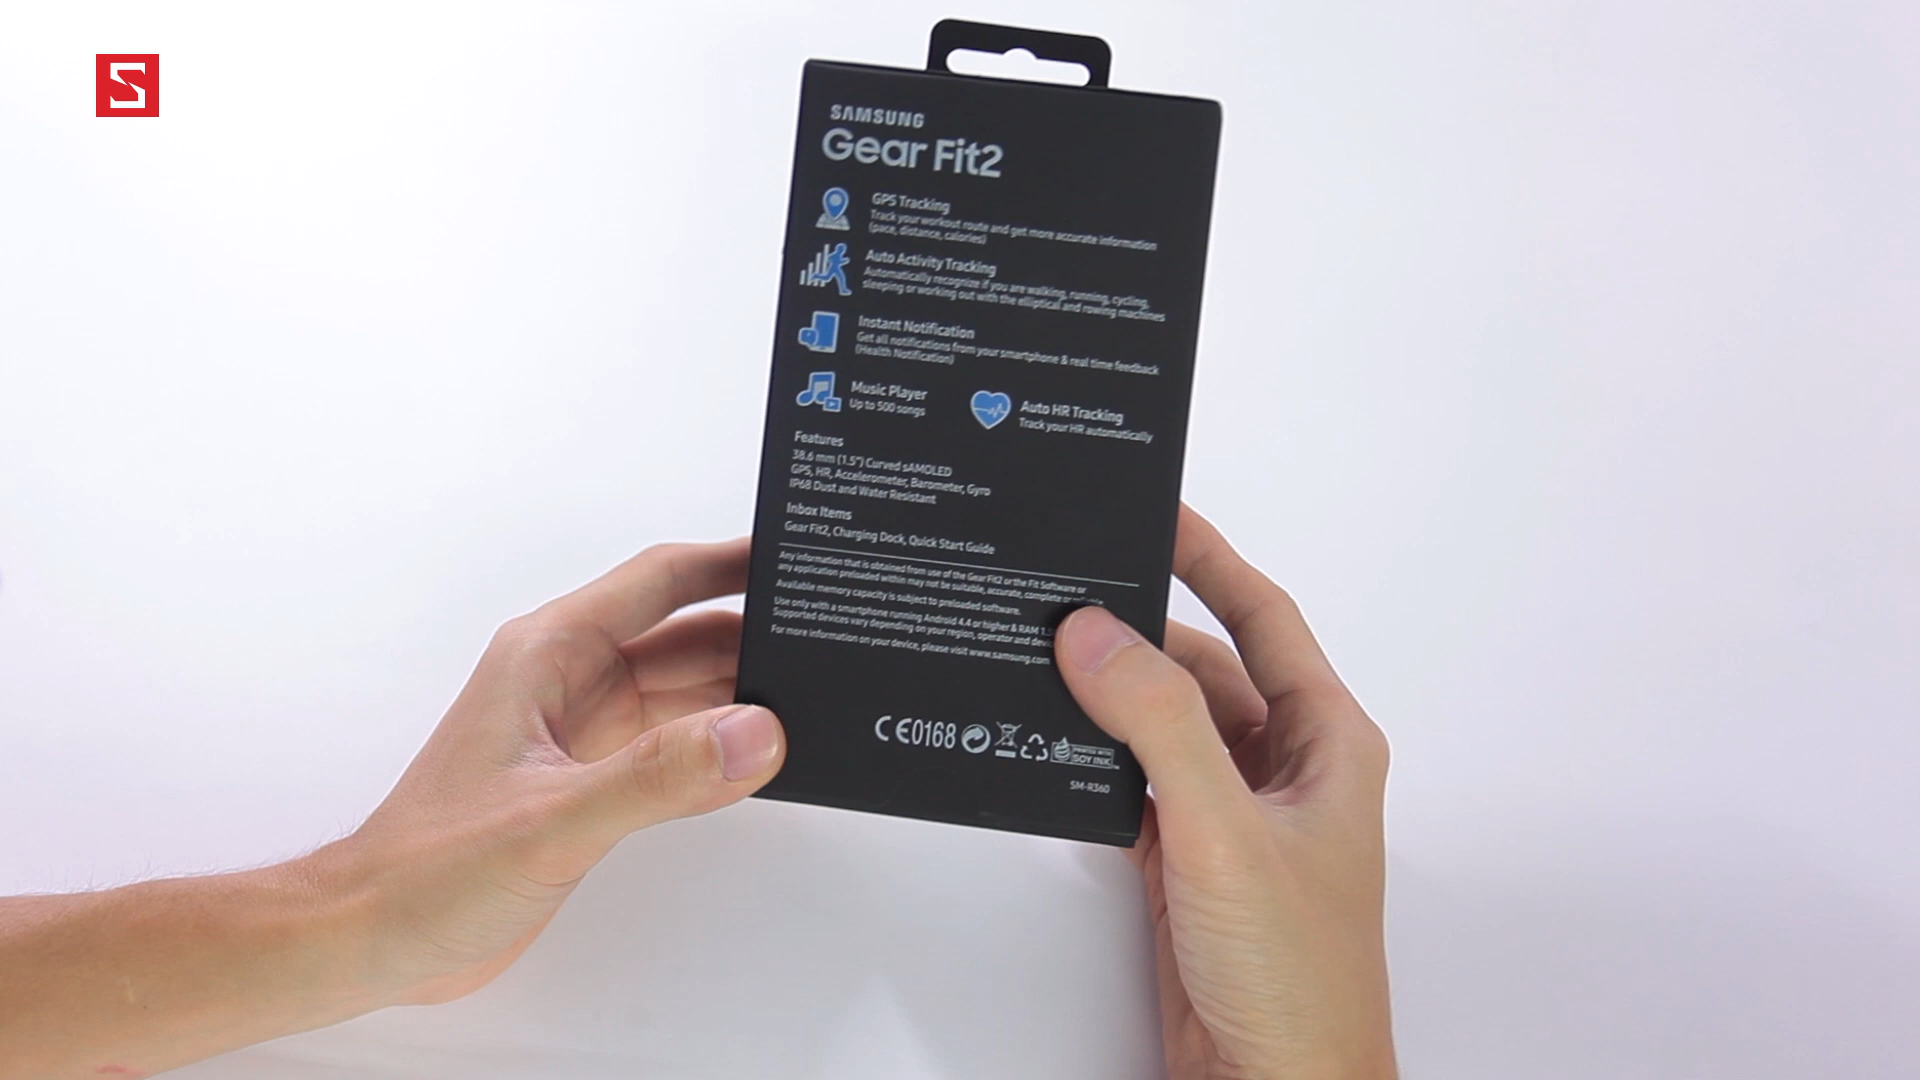 S
SAMSUNG
Gear Fit2
GPS Tracking
Track your workout route and get more accurate information
(pace, distance, calories)
Auto Activity Tracking
Automatically recognize if you are walking, running, cycling,
sleeping or working out with the elliptical and rowing machines
Instant Notification
Get all notifications from your smartphone & real time feedback
(Health Notification)
Music Player
Up to 500 songs
Auto HR Tracking
Track your HR automatically
Features
38.6 mm (1.5") Curved sAMOLED
GPS, HR, Accelerometer, Barometer, Gyro
IP68 Dust and Water Resistant
Inbox Items
Gear Fit2, Charging Dock, Quick Start Guide
Any information that is obtained from use of the Gear Fit2 or the Fit Software or
any application preloaded within may not be suitable, accurate, complete or reliable
Available memory capacity is subject to preloaded software.
Use only with a smartphone running Android 4.4 or higher & RAM
Supported devices vary depending on your region, operator and
For more information on your device, please visit www.samsung.com
CE0168
PRINTED WITH
SOY INK
SM-R360